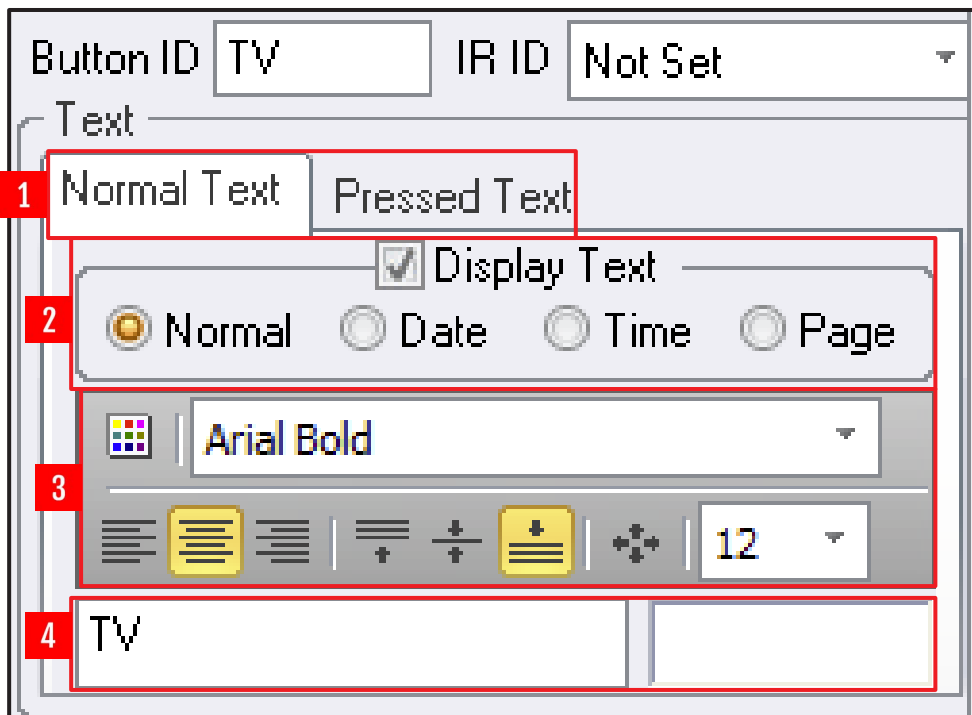 Button ID TV IR ID Not Set
Text
1 Normal Text Pressed Text
Display Text
2 Normal Date Time Page
Arial Bold
3
12
4 TV